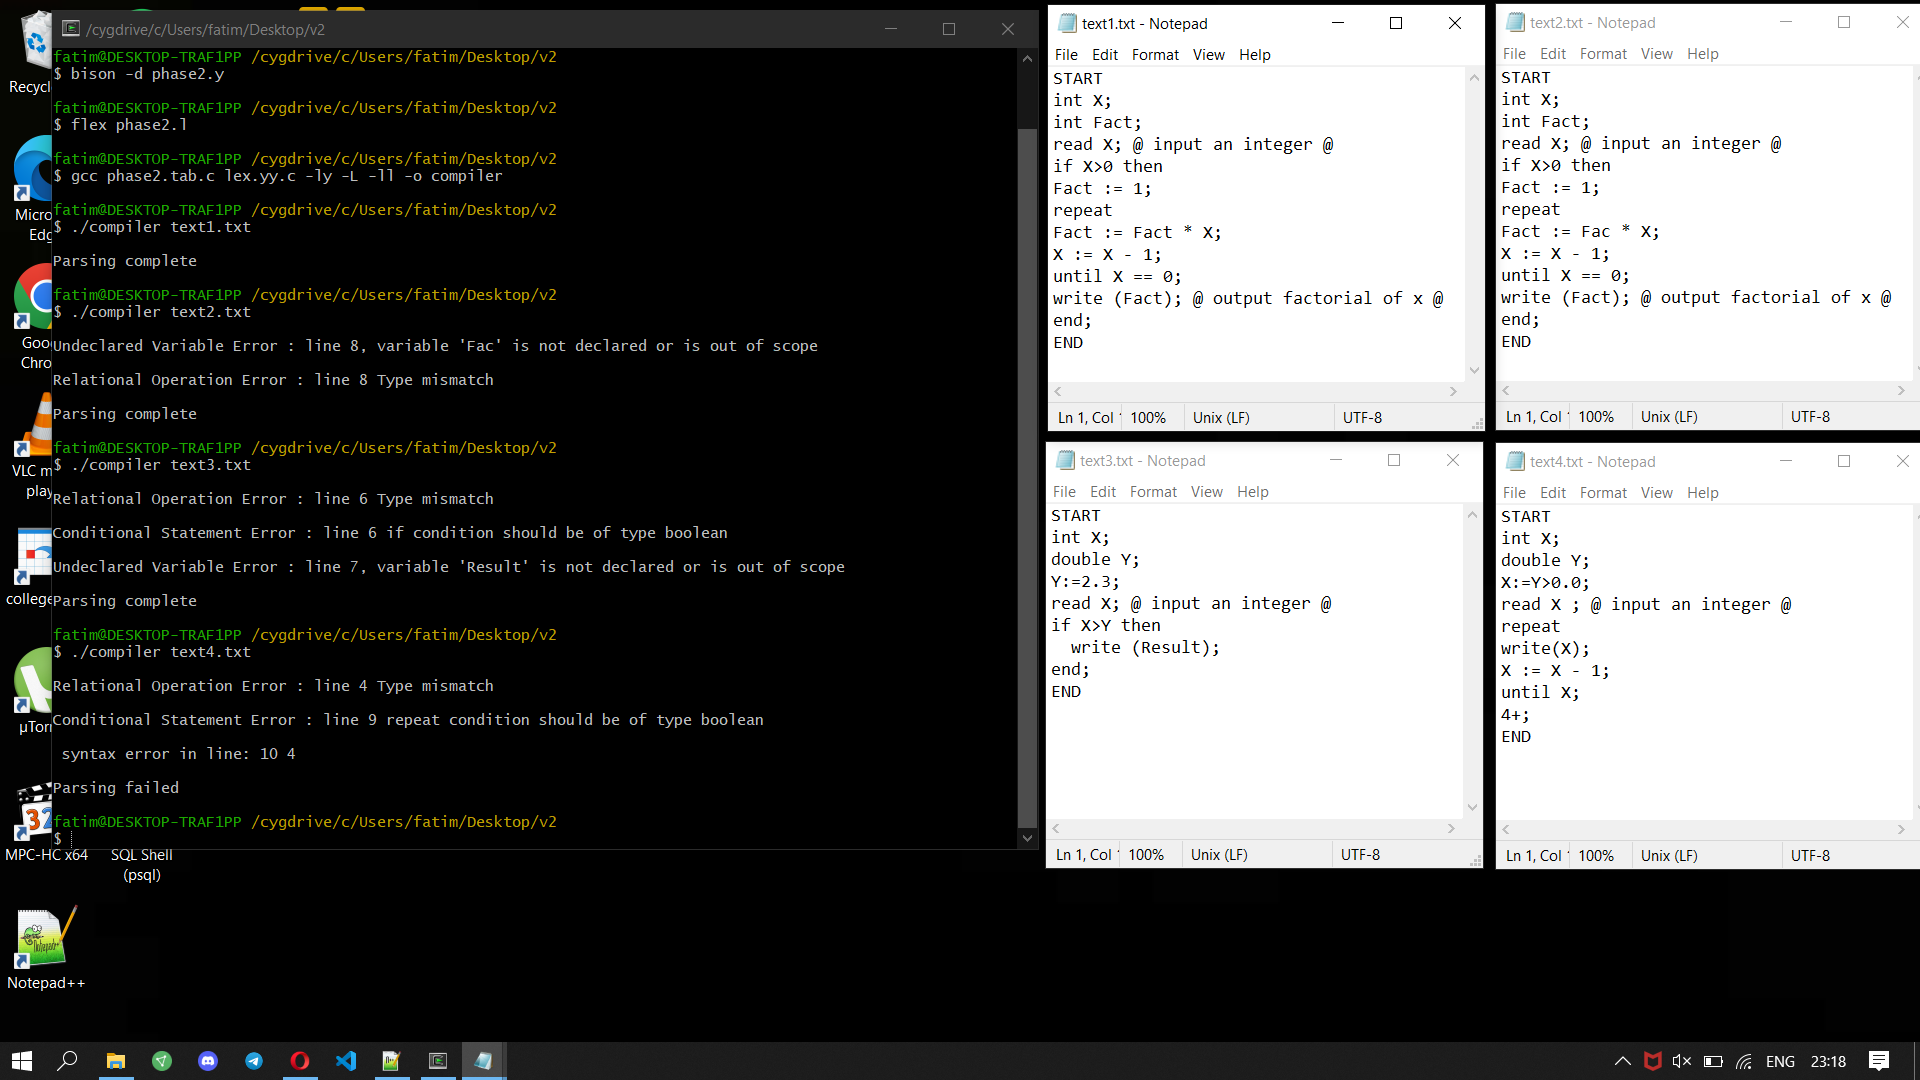 /cygdrive/c/Users/fatim/Desktop/v2
fatim@DESKTOP-TRAF1PP /cygdrive/c/Users/fatim/Desktop/v2
$ bison -d phase2.y
fatim@DESKTOP-TRAF1PP /cygdrive/c/Users/fatim/Desktop/v2
$ flex phase2.l
fatim@DESKTOP-TRAF1PP /cygdrive/c/Users/fatim/Desktop/v2
$ gcc phase2.tab.c lex.yy.c -ly -L -ll -o compiler
fatim@DESKTOP-TRAF1PP /cygdrive/c/Users/fatim/Desktop/v2
$ ./compiler text1.txt
Parsing complete
fatim@DESKTOP-TRAF1PP /cygdrive/c/Users/fatim/Desktop/v2
$ ./compiler text2.txt
Undeclared Variable Error : line 8, variable 'Fac' is not declared or is out of scope
Relational Operation Error : line 8 Type mismatch
Parsing complete
fatim@DESKTOP-TRAF1PP /cygdrive/c/Users/fatim/Desktop/v2
$ ./compiler text3.txt
Relational Operation Error : line 6 Type mismatch
Conditional Statement Error : line 6 if condition should be of type boolean
Undeclared Variable Error : line 7, variable 'Result' is not declared or is out of scope
Parsing complete
fatim@DESKTOP-TRAF1PP /cygdrive/c/Users/fatim/Desktop/v2
$ ./compiler text4.txt
Relational Operation Error : line 4 Type mismatch
Conditional Statement Error : line 9 repeat condition should be of type boolean
syntax error in line: 10 4
Parsing failed
fatim@DESKTOP-TRAF1PP /cygdrive/c/Users/fatim/Desktop/v2
$
text1.txt - Notepad
File Edit Format View Help
START
int X;
int Fact;
read X; @ input an integer @
if X>0 then
Fact := 1;
repeat
Fact := Fact * X;
X := X - 1;
until X == 0;
write (Fact); @ output factorial of x @
end;
END
Ln 1, Col 100% Unix (LF) UTF-8
text2.txt - Notepad
File Edit Format View Help
START
int X;
int Fact;
read X; @ input an integer @
if X>0 then
Fact := 1;
repeat
Fact := Fac * X;
X := X - 1;
until X == 0;
write (Fact); @ output factorial of x @
end;
END
Ln 1, Col 100% Unix (LF) UTF-8
text3.txt - Notepad
File Edit Format View Help
START
int X;
double Y;
Y:=2.3;
read X; @ input an integer @
if X>Y then
write (Result);
end;
END
Ln 1, Col 100% Unix (LF) UTF-8
text4.txt - Notepad
File Edit Format View Help
START
int X;
double Y;
X:=Y>0.0;
read X ; @ input an integer @
repeat
write(X);
X := X - 1;
until X;
4+;
END
Ln 1, Col 100% Unix (LF) UTF-8
Recycl
Micro
Edg
Goo
Chro
VLC m
play
college
µTorr
MPC-HC x64
SQL Shell
(psql)
Notepad++
ENG 23:18